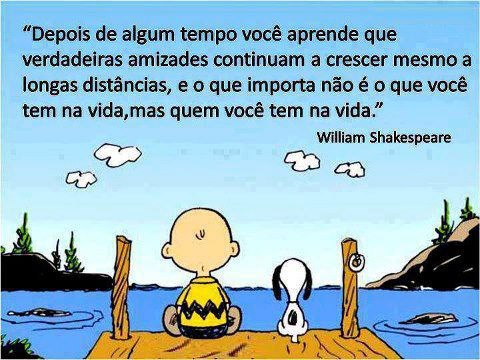 “Depois de algum tempo você aprende que
verdadeiras amizades continuam a crescer mesmo a
longas distâncias, e o que importa não é o que você
tem na vida,mas quem você tem na vida.”
William Shakespeare